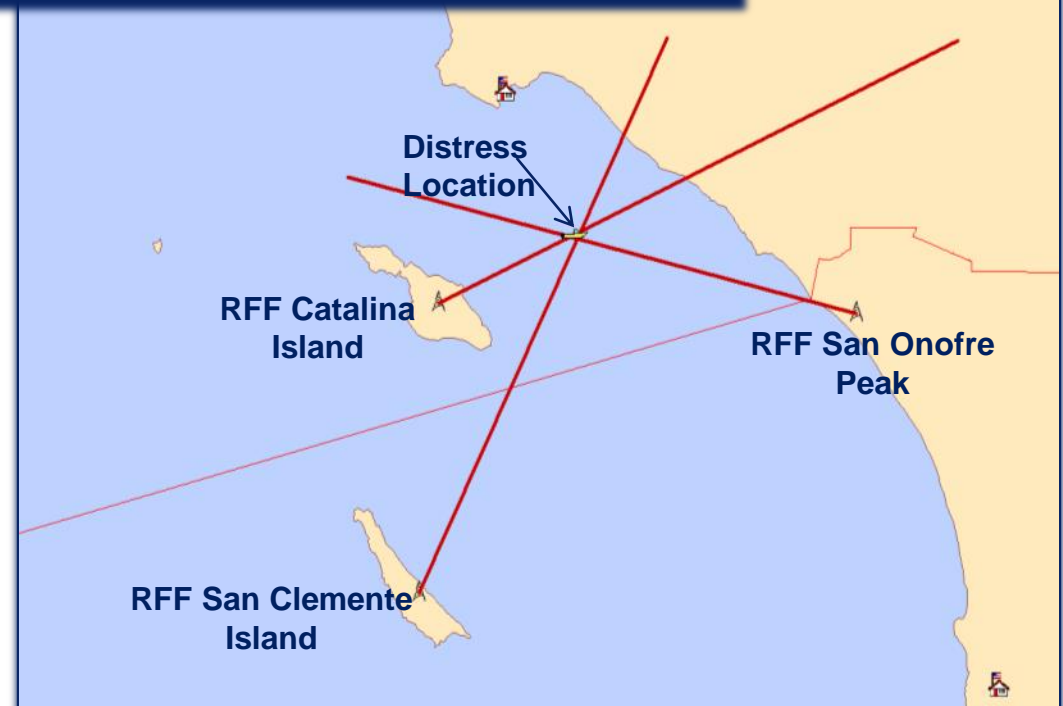 Distress
Location
RFF Catalina
Island
RFF San Onofre
Peak
RFF San Clemente
Island